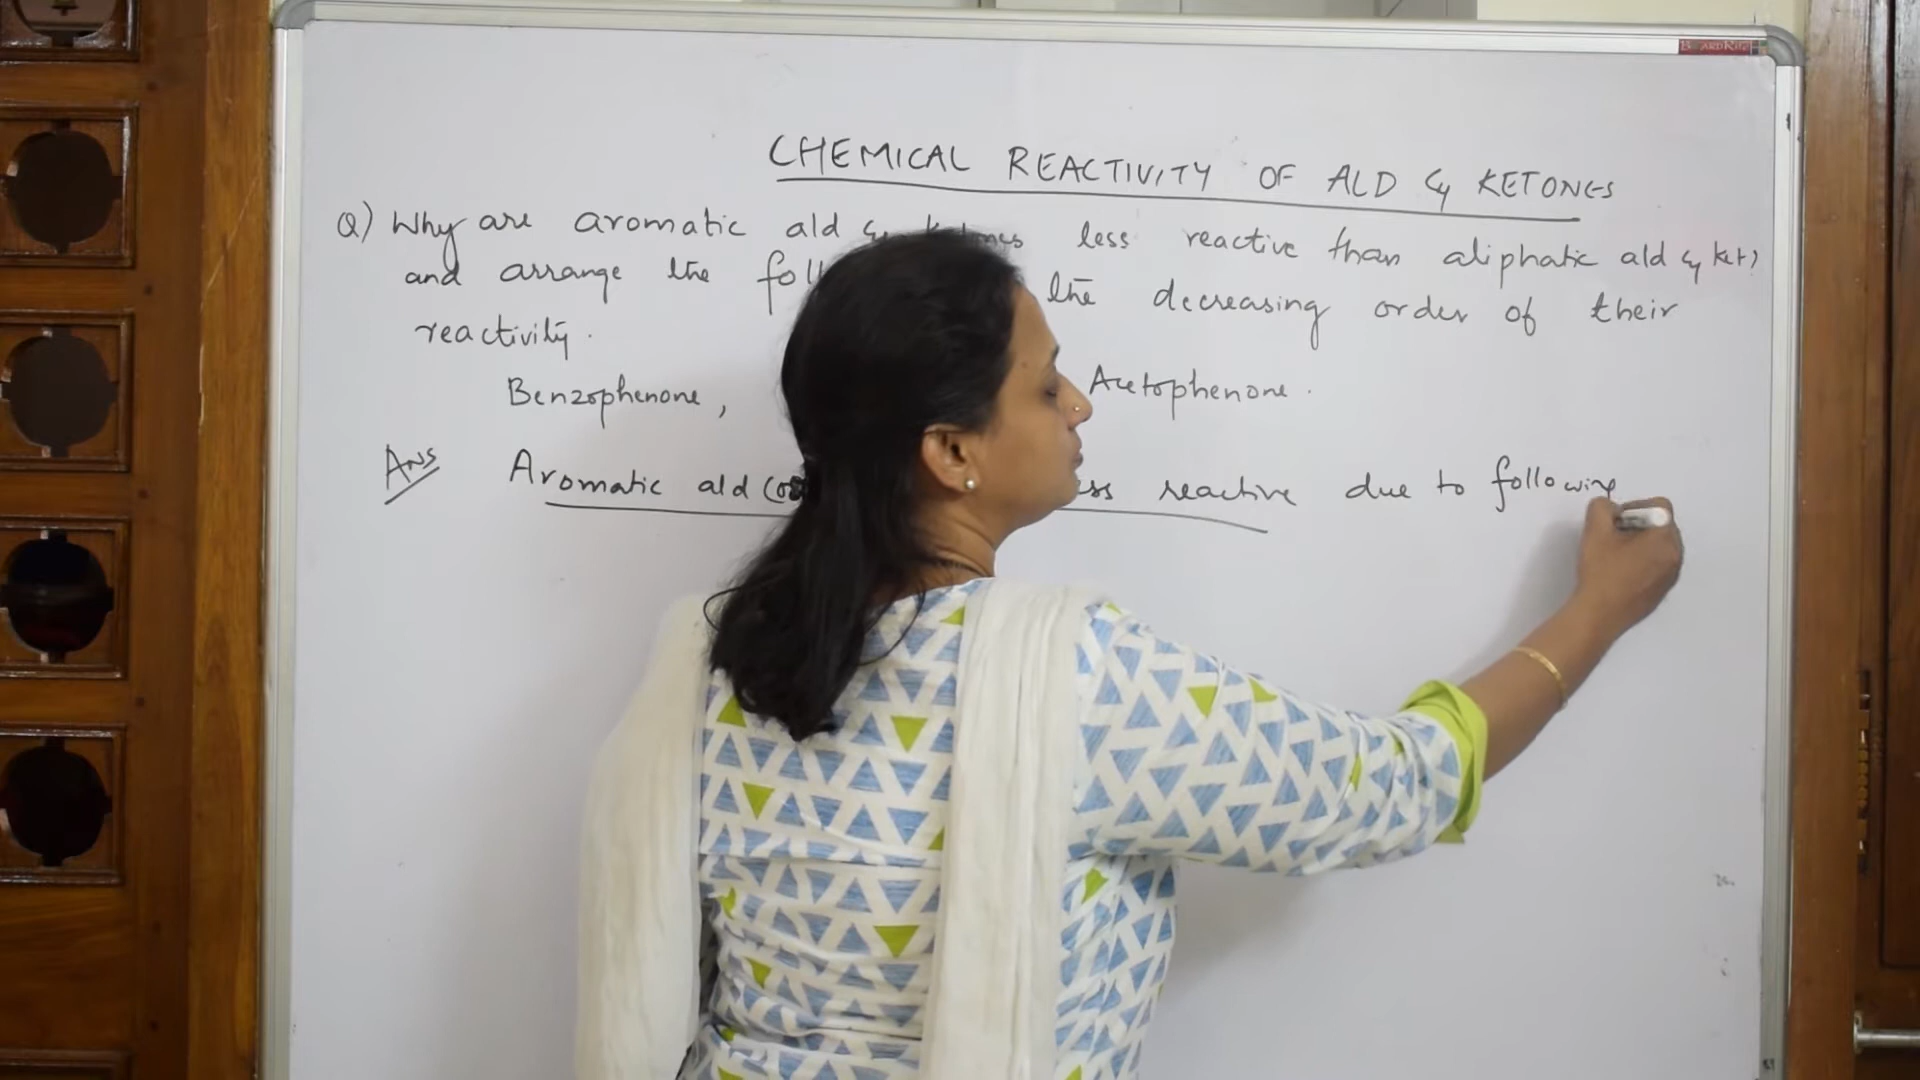 BOARDKING
CHEMICAL REACTIVITY OF ALD & KETONES
Q) Why are aromatic ald & ketones less reactive than aliphatic ald & ket?
and arrange the foll the decreasing order of their
reactivity.
Benzophenone, Acetophenone.
Ans Aromatic ald reactive due to following